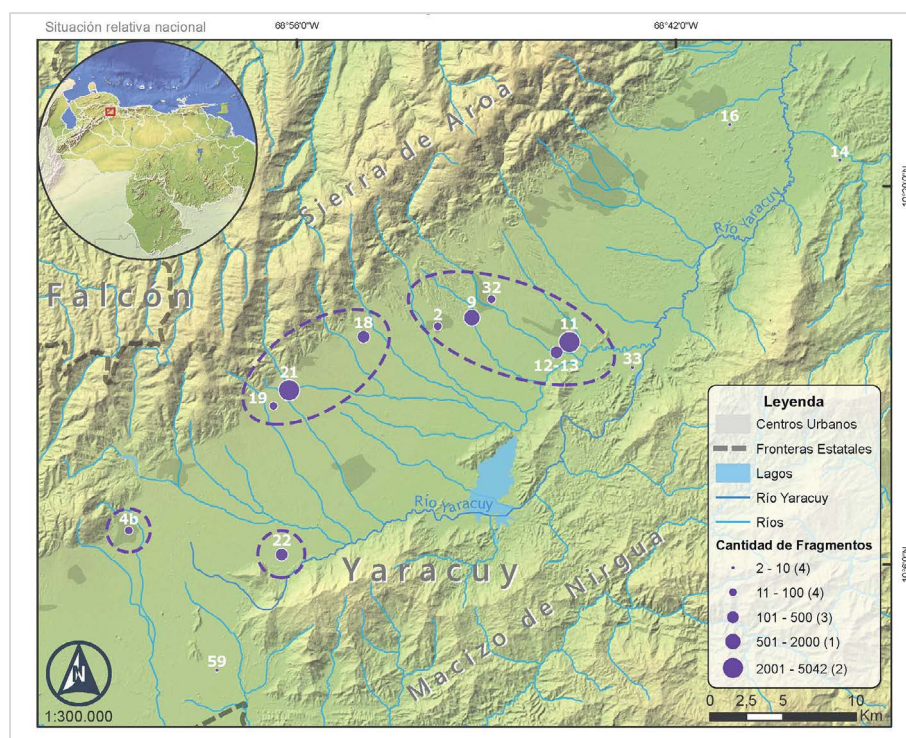 Situación relativa nacional
68°56'0"W
68°42'0"W
16
14
Sierra de Aroa
Río Yaracuy
Falcón
32
9
2
18
11
12-13
33
21
19
Río Yaracuy
4b
22
Yaracuy
Macizo de Nirgua
59
10°6'0"N
N
1:300.000
Leyenda
Centros Urbanos
Fronteras Estatales
Lagos
Río Yaracuy
Ríos
Cantidad de Fragmentos
2 - 10 (4)
11 - 100 (4)
101 - 500 (3)
501 - 2000 (1)
2001 - 5042 (2)
0 2,5 5 10
Km